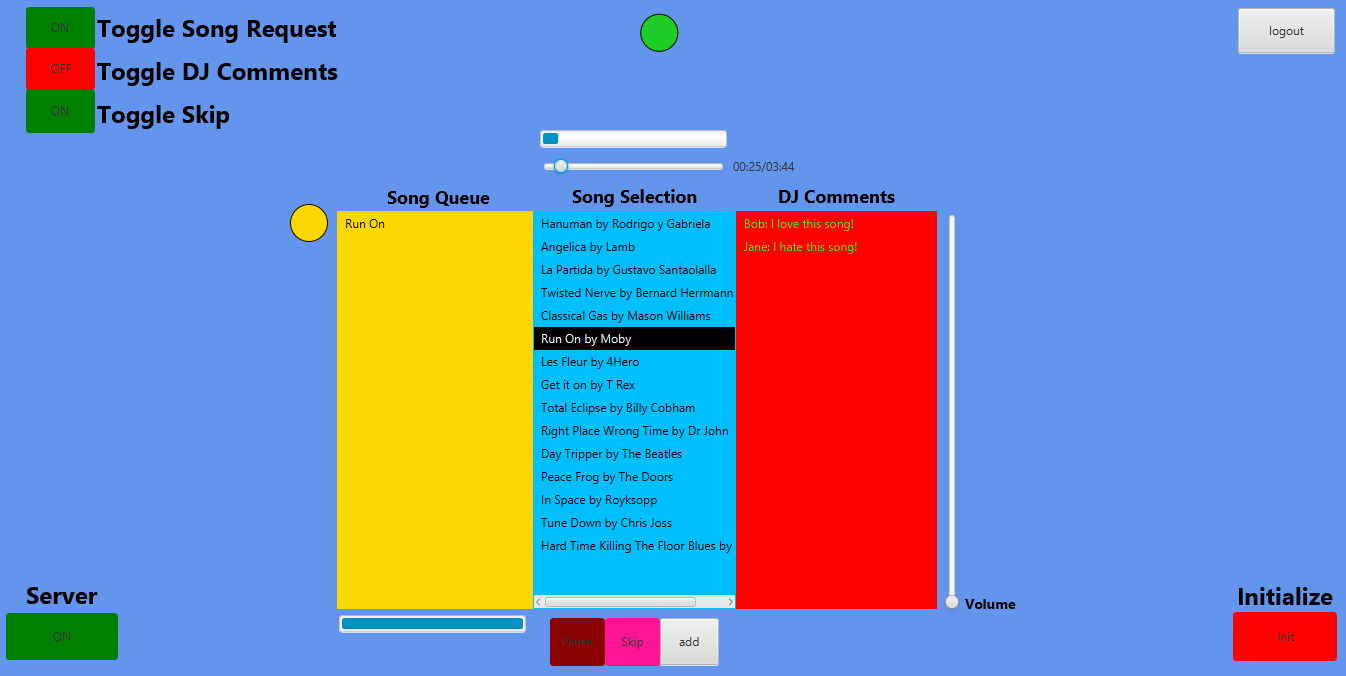 ON
Toggle Song Request
OFF
Toggle DJ Comments
ON
Toggle Skip
logout
00:25/03:44
Song Queue
Song Selection
DJ Comments
Run On
Hanuman by Rodrigo y Gabriela
Angelica by Lamb
La Partida by Gustavo Santaolalla
Twisted Nerve by Bernard Herrmann
Classical Gas by Mason Williams
Run On by Moby
Les Fleur by 4Hero
Get it on by T Rex
Total Eclipse by Billy Cobham
Right Place Wrong Time by Dr John
Day Tripper by The Beatles
Peace Frog by The Doors
In Space by Royksopp
Tune Down by Chris Joss
Hard Time Killing The Floor Blues by
Bob: I love this song!
Jane: I hate this song!
Volume
Server
ON
Pause
Skip
add
Initialize
init